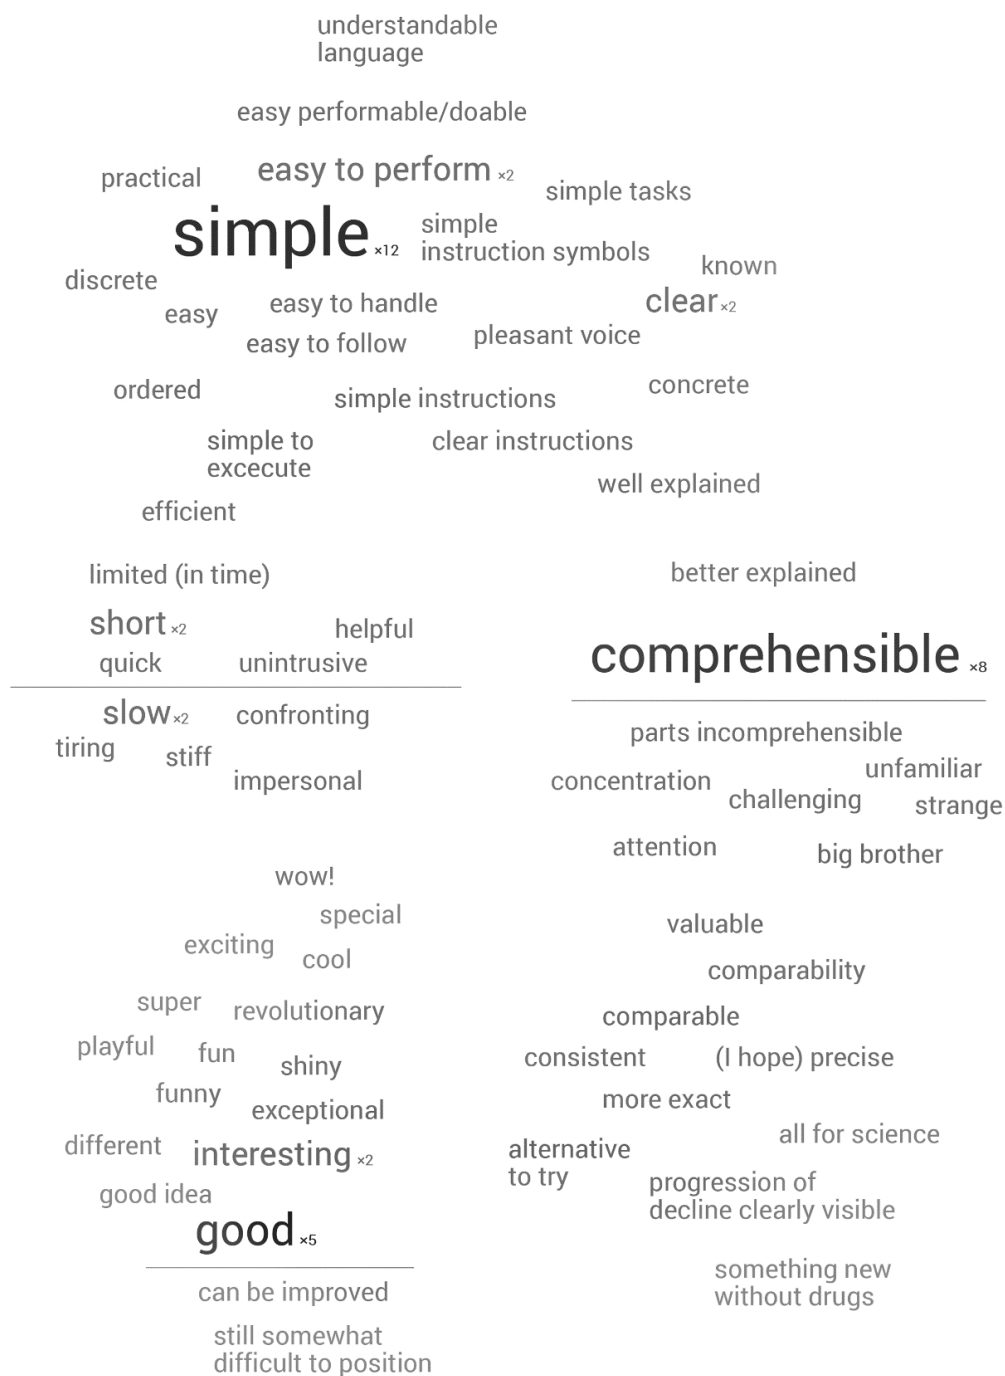 understandable
language
easy performable/doable
practical
easy to perform ×2
simple tasks
simple ×12
simple
instruction symbols
known
discrete
easy
easy to handle
clear ×2
easy to follow
pleasant voice
ordered
simple instructions
concrete
simple to
excecute
clear instructions
well explained
efficient
limited (in time)
better explained
short ×2
helpful
comprehensible ×8
quick
unintrusive
slow ×2
confronting
parts incomprehensible
tiring
stiff
impersonal
concentration
unfamiliar
challenging
strange
attention
big brother
wow!
special
valuable
exciting
cool
comparability
super
revolutionary
comparable
playful
fun
shiny
consistent
(I hope) precise
funny
exceptional
more exact
different
interesting ×2
alternative
to try
all for science
good idea
progression of
decline clearly visible
good ×5
can be improved
something new
without drugs
still somewhat
difficult to position